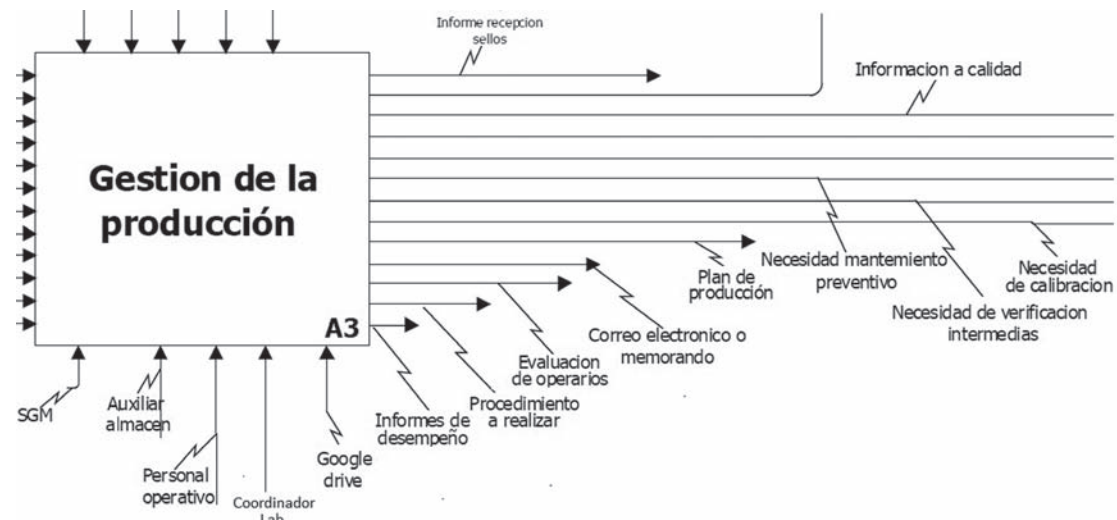 Informe recepcion
sellos
Informacion a calidad
Gestion de la
producción
A3
Necesidad mantemiento
preventivo
Necesidad
de calibracion
Plan de
producción
Necesidad de verificacion
intermedias
Correo electronico o
memorando
Evaluacion
de operarios
Procedimiento
a realizar
Informes de
desempeño
SGM
Auxiliar
almacen
Google
drive
Personal
operativo
Coordinador
Lab